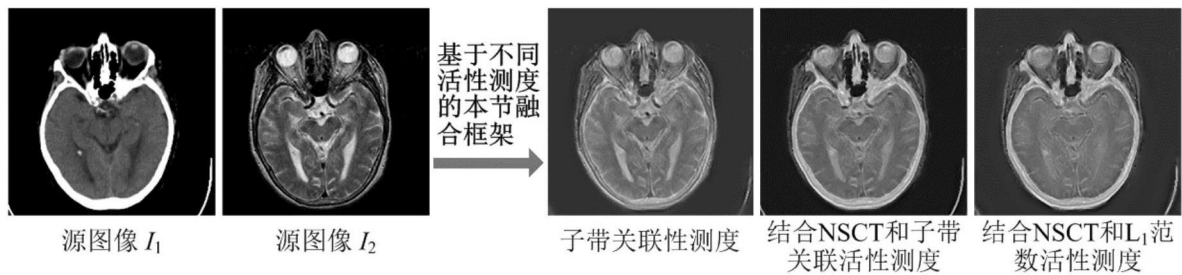 基于不同
活性测度
的本节融
合框架
源图像 I₁
源图像 I₂
子带关联性测度
结合NSCT和子带
关联活性测度
结合NSCT和L₁范
数活性测度